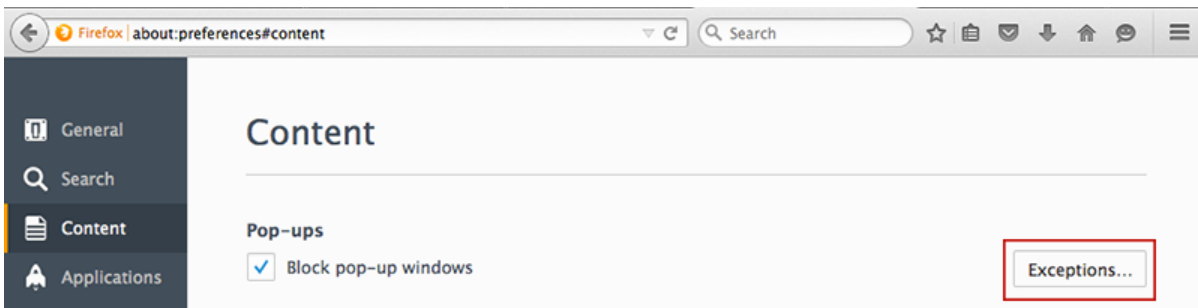 Firefox about:preferences#content Search
General
Content
Search
Content
Pop-ups
Block pop-up windows
Exceptions...
Applications